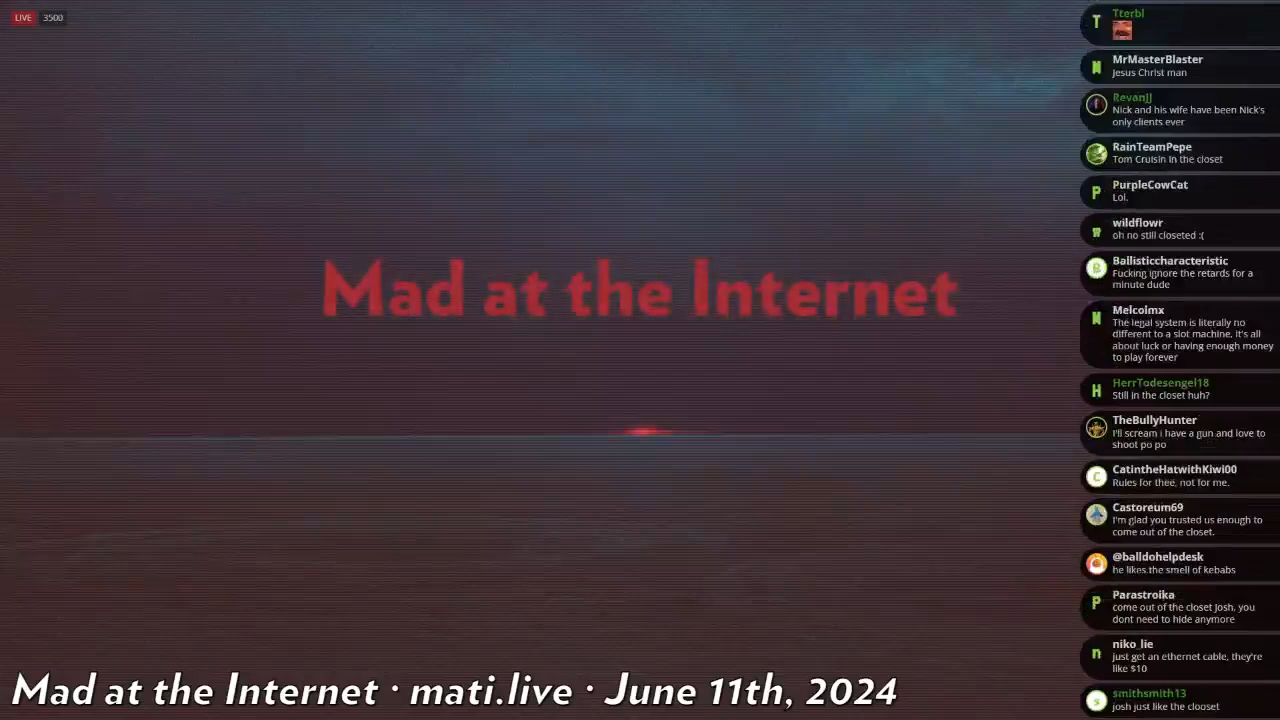 LIVE 3500
Mad at the Internet
Tterbl
MrMasterBlaster
Jesus Christ man
RevanJJ
Nick and his wife have been Nick's
only clients ever
RainTeamPepe
Tom Cruisin in the closet
PurpleCowCat
Lol.
wildflowr
oh no still closeted :(
Ballisticcharacteristic
Fucking ignore the retards for a
minute dude
Melcolmx
The legal system is literally no
different to a slot machine, it's all
about luck or having enough money
to play forever
HerrTodesengel18
Still in the closet huh?
TheBullyHunter
I'll scream i have a gun and love to
shoot po po
CatintheHatwithKiwi00
Rules for thee, not for me.
Castoreum69
I'm glad you trusted us enough to
come out of the closet.
@balldohelpdesk
he likes the smell of kebabs
Parastroika
come out of the closet Josh, you
dont need to hide anymore
niko_lie
just get an ethernet cable, they're
like $10
smithsmith13
josh just like the clooset
Mad at the Internet · mati.live · June 11th, 2024